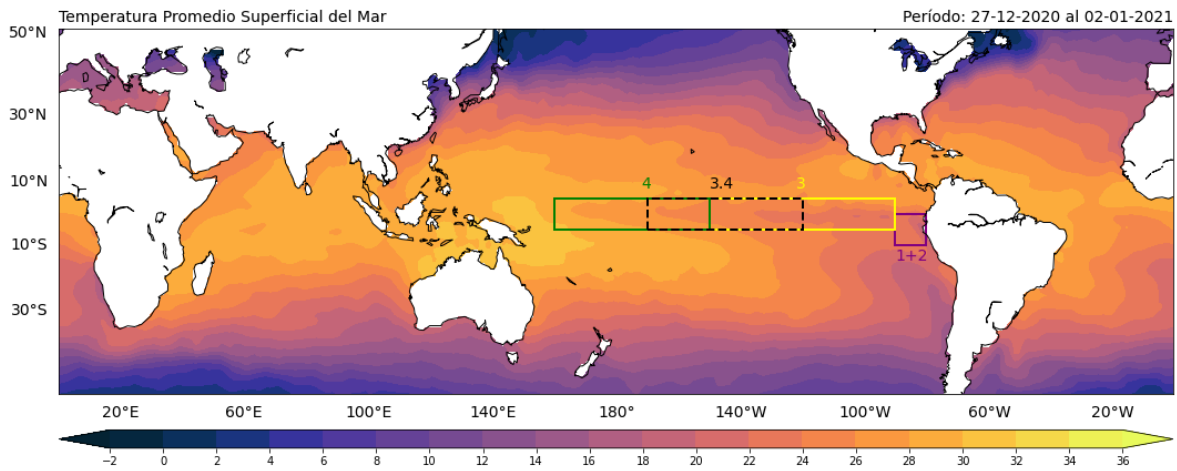 Temperatura Promedio Superficial del Mar
Período: 27-12-2020 al 02-01-2021
50°N
30°N
10°N
10°S
30°S
4
3.4
3
1+2
20°E 60°E 100°E 140°E 180° 140°W 100°W 60°W 20°W
−2 0 2 4 6 8 10 12 14 16 18 20 22 24 26 28 30 32 34 36